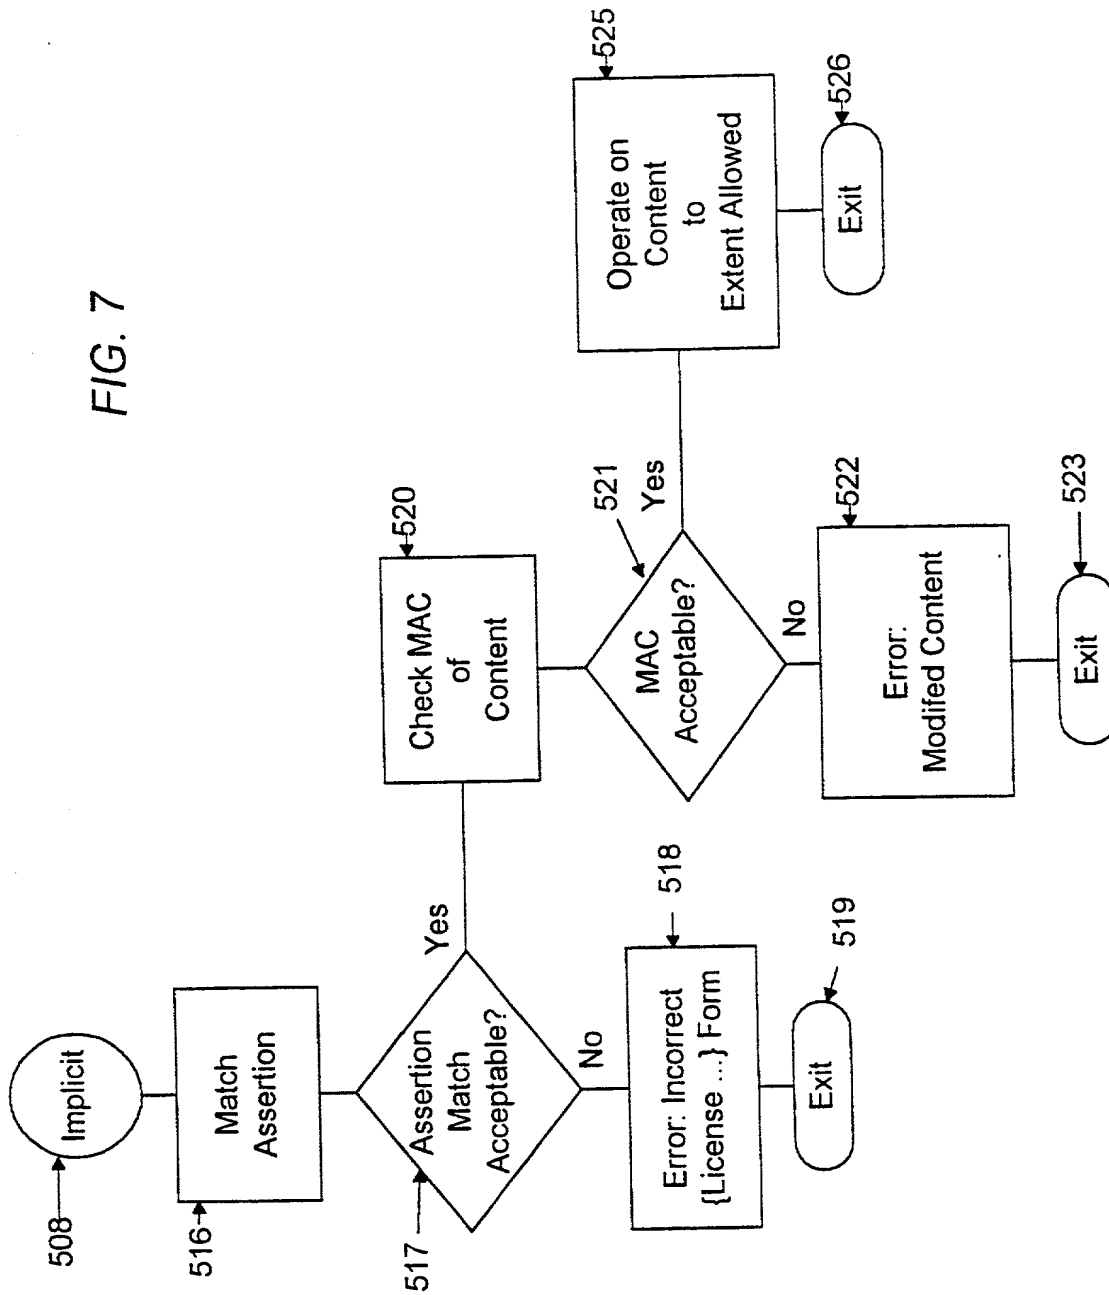 FIG. 7
508
Implicit
516
Match
Assertion
517
Assertion
Match
Acceptable?
Yes
No
518
Error: Incorrect
{License ...} Form
519
Exit
520
Check MAC
of
Content
521
MAC
Acceptable?
Yes
No
522
Error:
Modifed Content
523
Exit
525
Operate on
Content
to
Extent Allowed
526
Exit